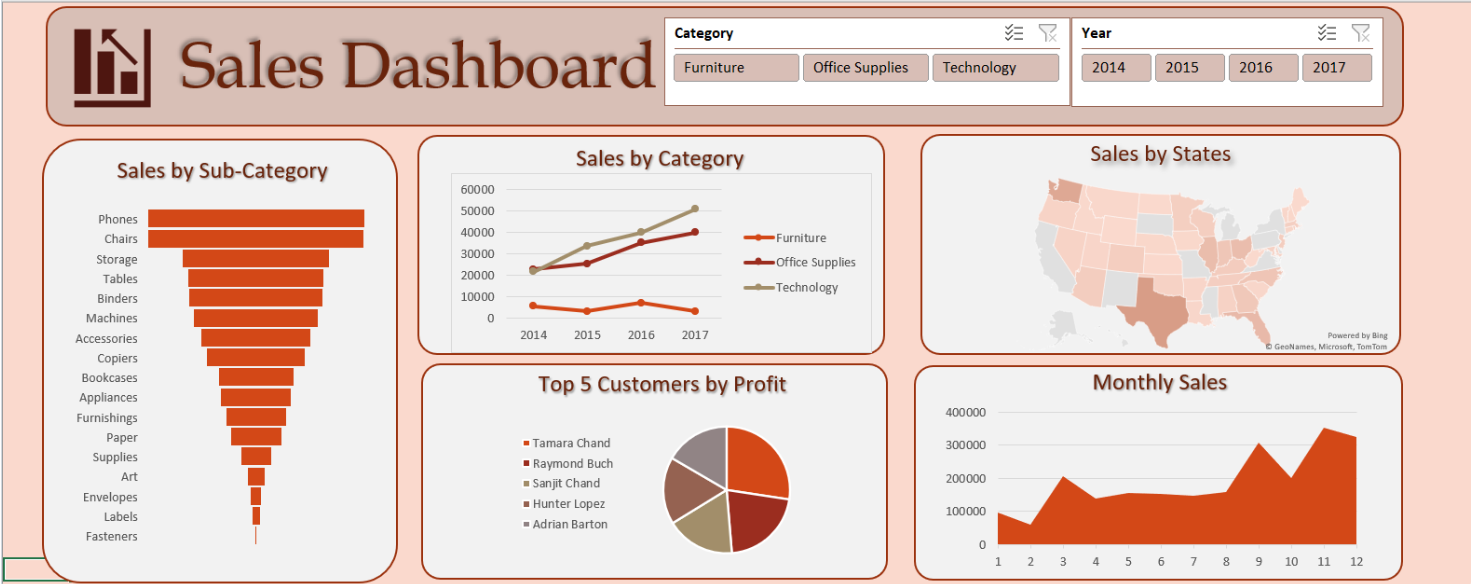 Sales Dashboard
Category
Furniture
Office Supplies
Technology
Year
2014
2015
2016
2017
Sales by Sub-Category
Phones
Chairs
Storage
Tables
Binders
Machines
Accessories
Copiers
Bookcases
Appliances
Furnishings
Paper
Supplies
Art
Envelopes
Labels
Fasteners
Sales by Category
60000
50000
40000
30000
20000
10000
0
2014 2015 2016 2017
Furniture
Office Supplies
Technology
Sales by States
Powered by Bing
© GeoNames, Microsoft, TomTom
Top 5 Customers by Profit
Tamara Chand
Raymond Buch
Sanjit Chand
Hunter Lopez
Adrian Barton
Monthly Sales
400000
300000
200000
100000
0
1 2 3 4 5 6 7 8 9 10 11 12